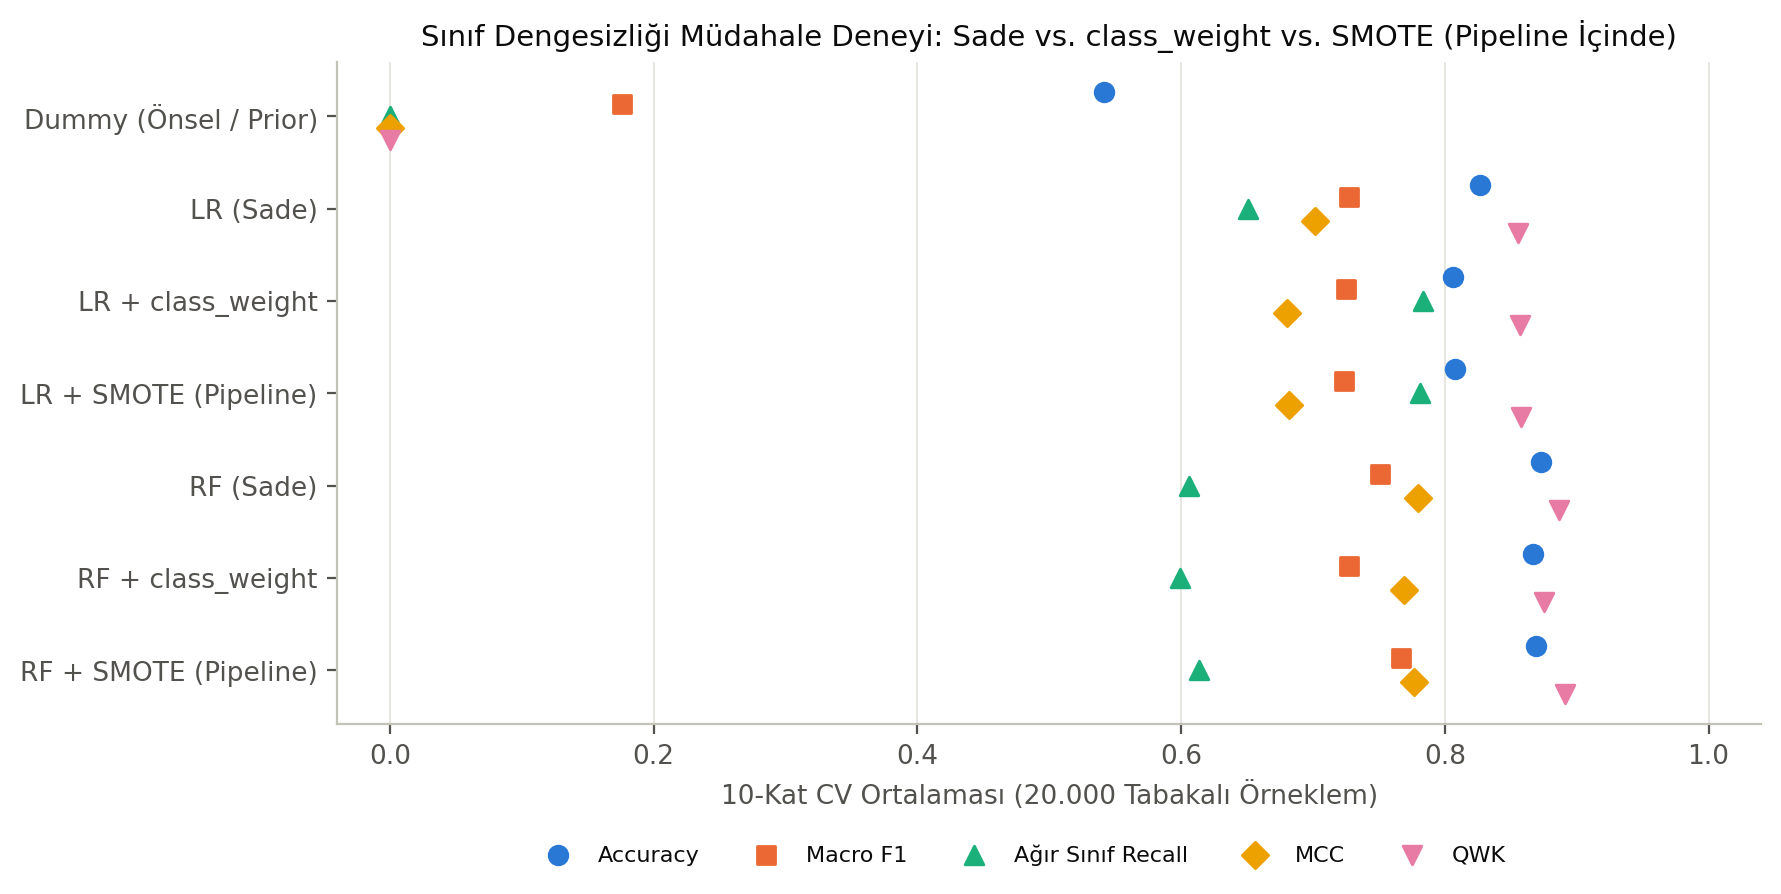 Sınıf Dengesizliği Müdahale Deneyi: Sade vs. class_weight vs. SMOTE (Pipeline İçinde)
Dummy (Önsel / Prior)
LR (Sade)
LR + class_weight
LR + SMOTE (Pipeline)
RF (Sade)
RF + class_weight
RF + SMOTE (Pipeline)
0.0 0.2 0.4 0.6 0.8 1.0
10-Kat CV Ortalaması (20.000 Tabakalı Örneklem)
Accuracy Macro F1 Ağır Sınıf Recall MCC QWK